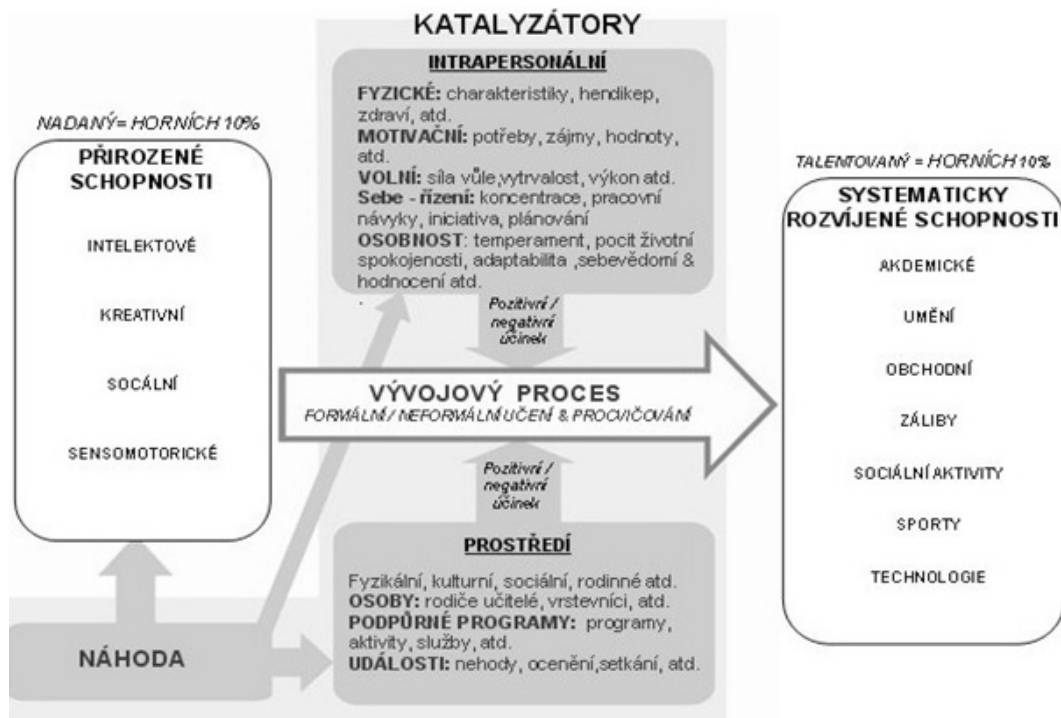 KATALYZÁTORY
INTRAPERSONÁLNÍ
FYZICKÉ: charakteristiky, hendikep,
zdraví, atd.
MOTIVAČNÍ: potřeby, zájmy, hodnoty,
atd.
VOLNÍ: síla vůle,vytrvalost, výkon atd.
Sebe - řízení: koncentrace, pracovní
návyky, iniciativa, plánování
OSOBNOST: temperament, pocit životní
spokojenosti, adaptabilita ,sebevědomí &
hodnocení atd.
.
Pozitivní /
negativní
účinek
NADANÝ= HORNÍCH 10%
PŘIROZENÉ
SCHOPNOSTI
INTELEKTOVÉ
KREATIVNÍ
SOCÁLNÍ
SENSOMOTORICKÉ
VÝVOJOVÝ PROCES
FORMÁLNÍ / NEFORMÁLNÍ UČENÍ & PROCVIČOVÁNÍ
Pozitivní /
negativní
účinek
PROSTŘEDÍ
Fyzikální, kulturní, sociální, rodinné atd.
OSOBY: rodiče učitelé, vrstevníci, atd.
PODPŮRNÉ PROGRAMY: programy,
aktivity, služby, atd.
UDÁLOSTI: nehody, ocenění,setkání, atd.
NÁHODA
TALENTOVANÝ = HORNÍCH 10%
SYSTEMATICKY
ROZVÍJENÉ SCHOPNOSTI
AKDEMICKÉ
UMĚNÍ
OBCHODNÍ
ZÁLIBY
SOCIÁLNÍ AKTIVITY
SPORTY
TECHNOLOGIE